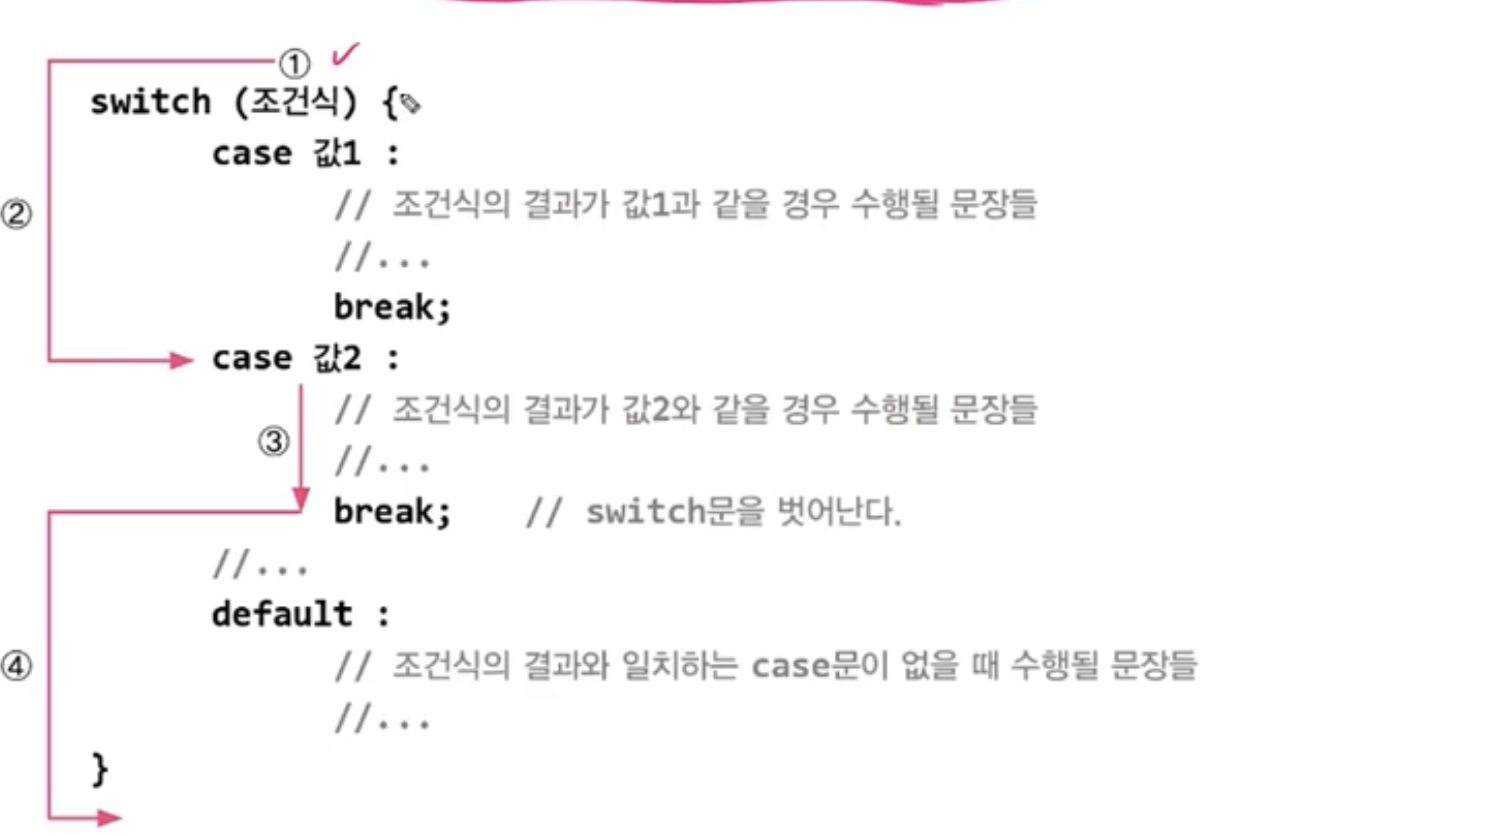 ①
switch (조건식) {
case 값1 :
// 조건식의 결과가 값1과 같을 경우 수행될 문장들
②
//...
break;
case 값2 :
// 조건식의 결과가 값2와 같을 경우 수행될 문장들
③
//...
break; // switch문을 벗어난다.
//...
default :
④
// 조건식의 결과와 일치하는 case문이 없을 때 수행될 문장들
//...
}